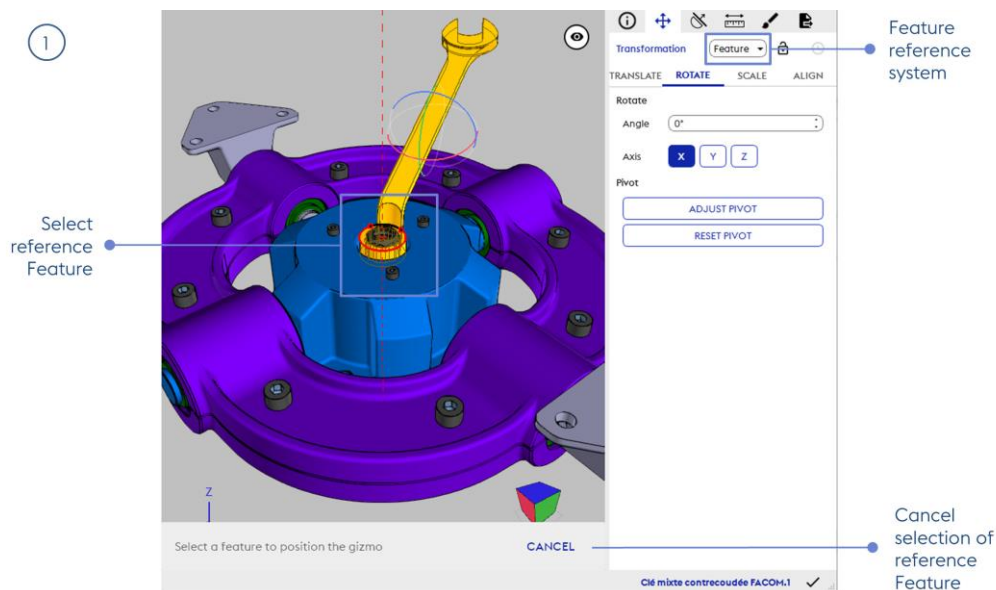 1
Transformation Feature
TRANSLATE ROTATE SCALE ALIGN
Rotate
Angle 0°
Axis X Y Z
Pivot
ADJUST PIVOT
RESET PIVOT
Feature
reference
system
Select
reference
Feature
Z
Select a feature to position the gizmo CANCEL
Cancel
selection of
reference
Feature
Clé mixte contrecoudée FACOM.1